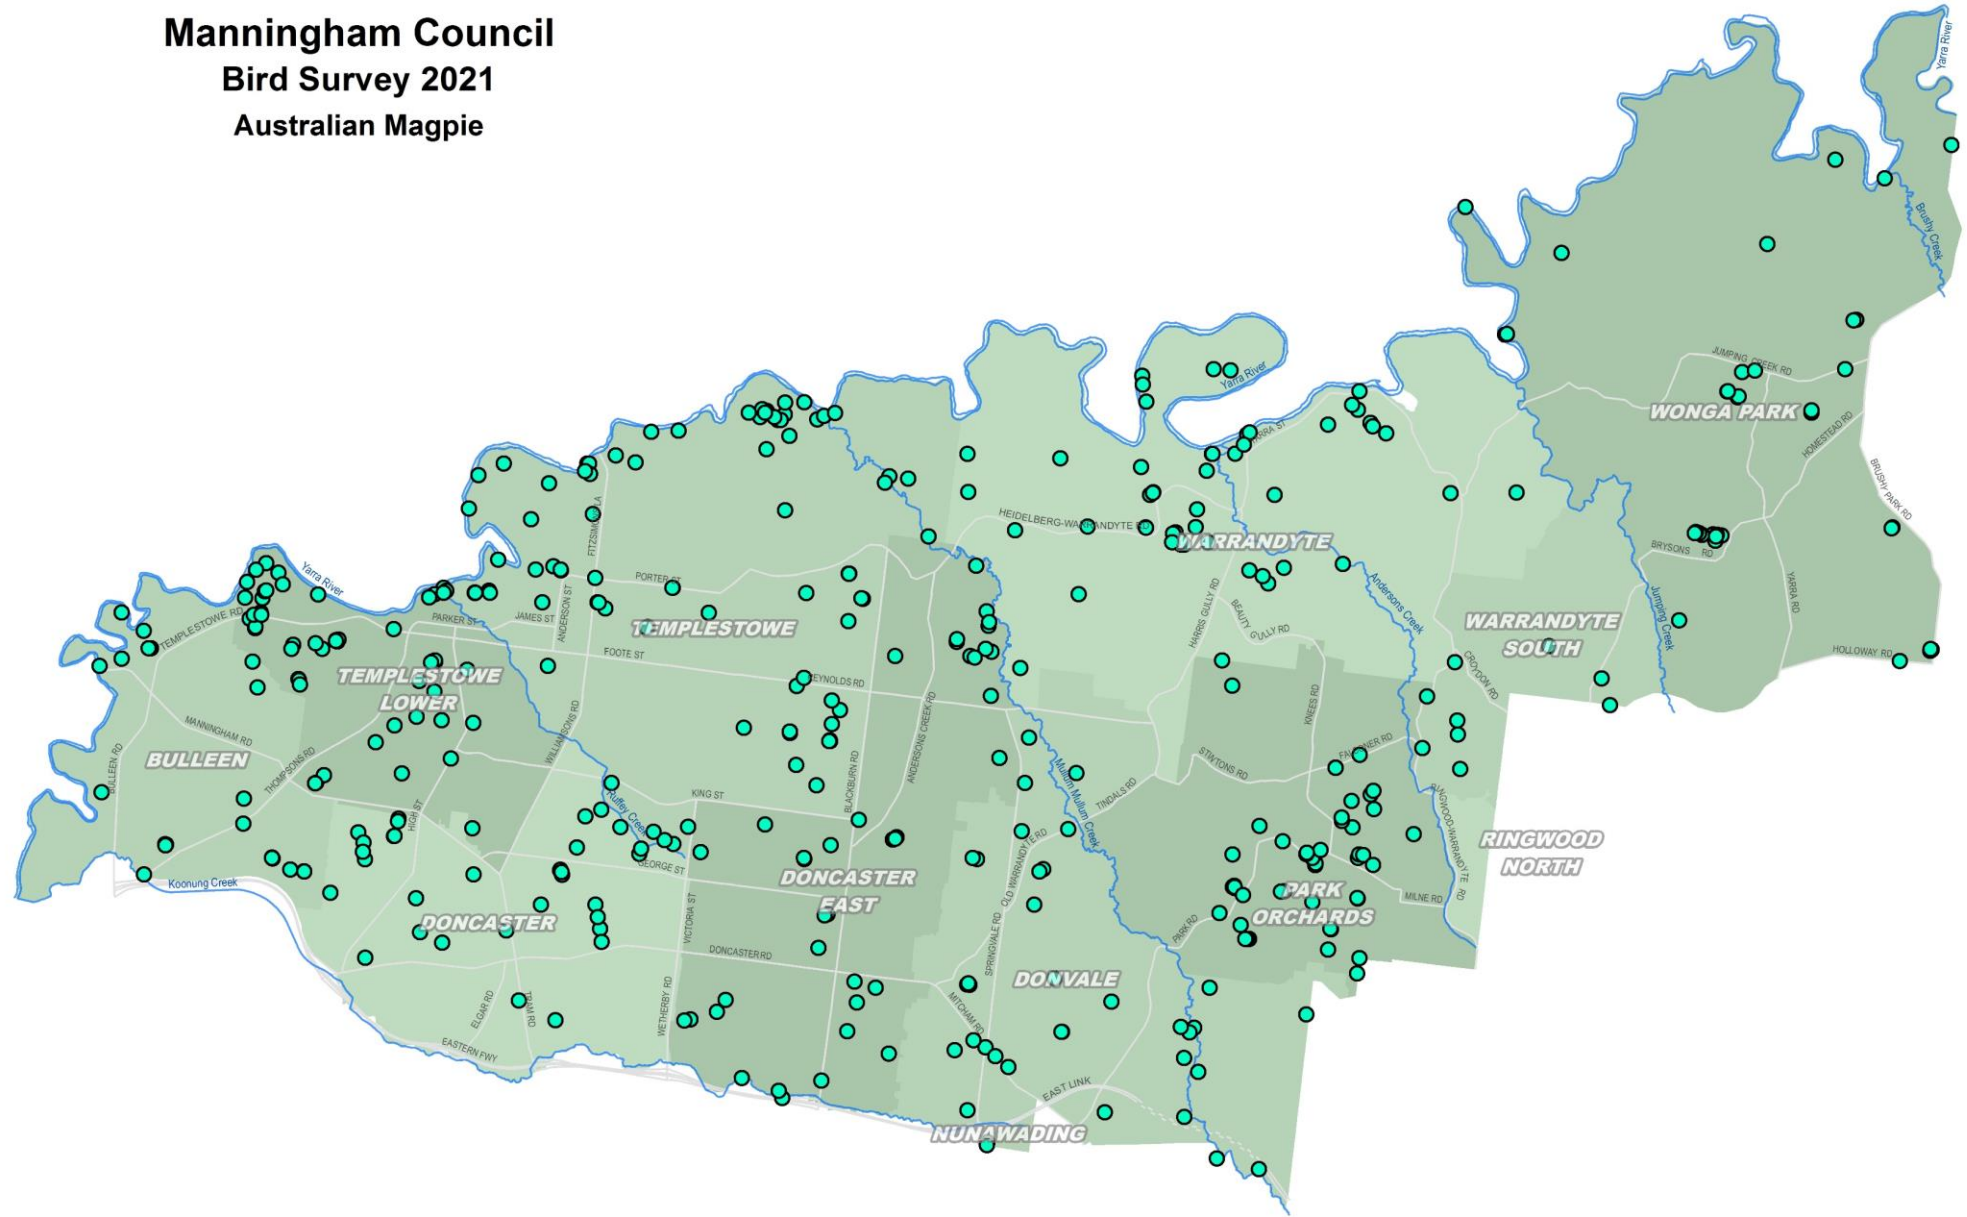 Manningham Council
Bird Survey 2021
Australian Magpie
Yarra River
Brushy Creek
JUMPING CREEK RD
WONGA PARK
HOMESTEAD RD
BRUSHY PARK RD
BRYSONS RD
YARRA RD
Jumping Creek
HOLLOWAY RD
Yarra River
YARRA ST
HEIDELBERG-WARRANDYTE RD
WARRANDYTE
Andersons Creek
HARRIS GULLY RD
BEAUTY GULLY RD
WARRANDYTE
SOUTH
CROYDON RD
KNEES RD
FALCONER RD
STINTONS RD
RINGWOOD-WARRANDYTE RD
RINGWOOD
NORTH
MILNE RD
PARK
ORCHARDS
PARK RD
TINDALS RD
Mullum Mullum Creek
OLD WARRANDYTE RD
SPRINGVALE RD
DONVALE
MITCHAM RD
EAST LINK
NUNAWADING
FITZSIMONS LA
PORTER ST
ANDERSON ST
JAMES ST
PARKER ST
TEMPLESTOWE
FOOTE ST
REYNOLDS RD
ANDERSONS CREEK RD
BLACKBURN RD
WILLIAMSONS RD
KING ST
Ruffey Creek
GEORGE ST
VICTORIA ST
DONCASTER
EAST
DONCASTER RD
WETHERBY RD
Yarra River
TEMPLESTOWE RD
TEMPLESTOWE
LOWER
MANNINGHAM RD
THOMPSONS RD
BULLEEN
BULLEEN RD
HIGH ST
Koonung Creek
DONCASTER
ELGAR RD
TRAM RD
EASTERN FWY